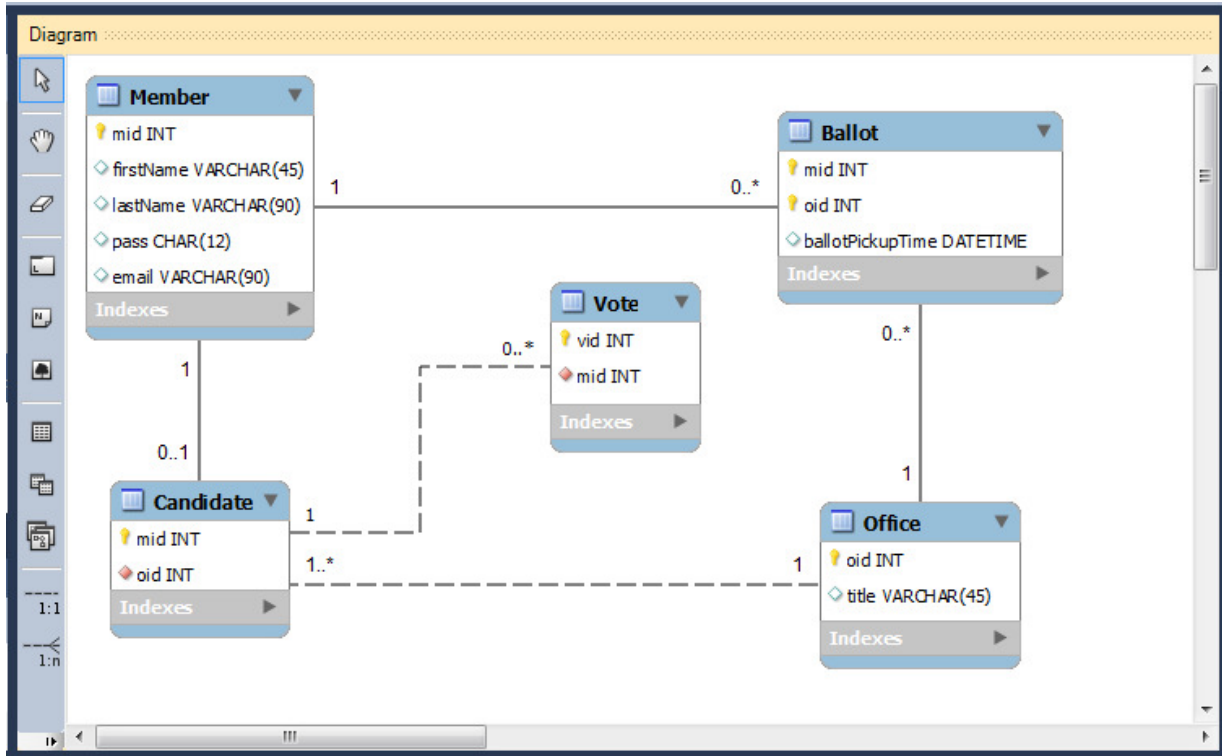 Diagram
Member
mid INT
firstName VARCHAR(45)
lastName VARCHAR(90)
pass CHAR(12)
email VARCHAR(90)
Indexes
1
0..*
Ballot
mid INT
oid INT
ballotPickupTime DATETIME
Indexes
Vote
vid INT
mid INT
Indexes
0..*
0..*
1
0..1
1
Candidate
mid INT
oid INT
Indexes
1
1..*
1
Office
oid INT
title VARCHAR(45)
Indexes
1:1
1:n